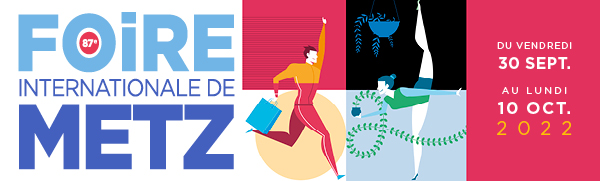 FOiRE
87e
INTERNATIONALE DE
METZ
DU VENDREDI
30 SEPT.
AU LUNDI
10 OCT.
2022